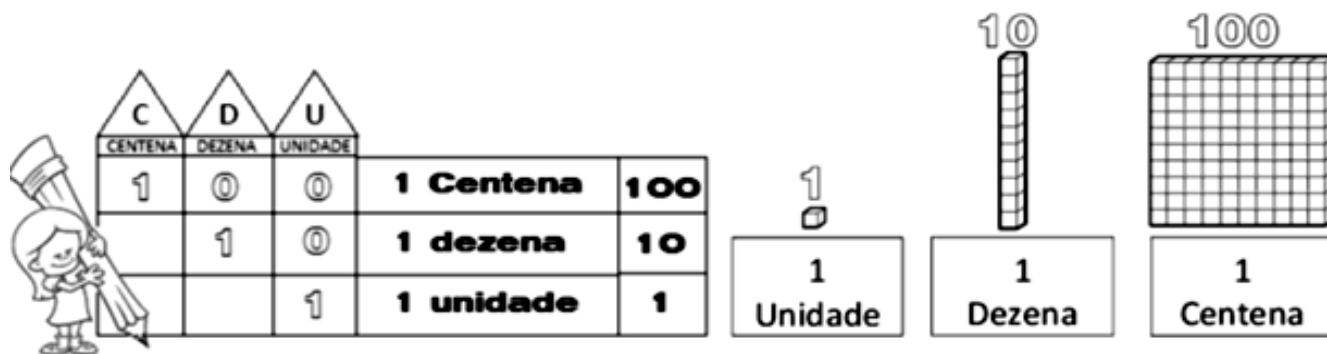 C D U
CENTENA DEZENA UNIDADE
1 0 0 1 Centena 100
1 0 1 dezena 10
1 1 unidade 1
1
1
Unidade
10
1
Dezena
100
1
Centena